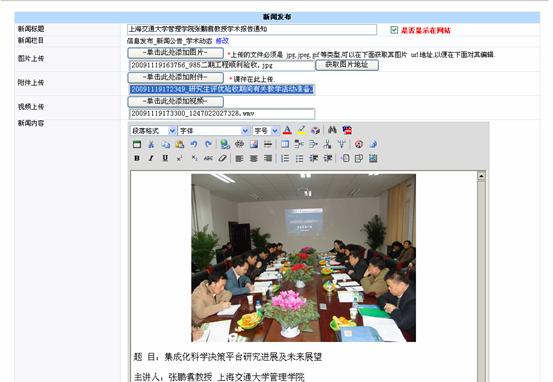 新闻发布
新闻标题
上海交通大学管理学院张鹏翥教授学术报告通知
是否显示在网站
新闻栏目
信息发布_新闻公告_学术动态 修改
图片上传
-单击此处添加图片-
*上传的文件必须是 jpg,jpeg,gif等类型,可以在下面获取其图片 url地址,以便在下面对其编辑.
20091119163756_985二期工程顺利验收.jpg
获取图片地址
附件上传
-单击此处添加附件-
*课件在此上传.
20091119172349_研究生评优验收期间有关教学活动准备.
视频上传
-单击此处添加视频-
20091119173300_1247022027328.wmv
新闻内容
段落格式
字体
字号
题 目：集成化科学决策平台研究进展及未来展望
主讲人：张鹏翥教授 上海交通大学管理学院